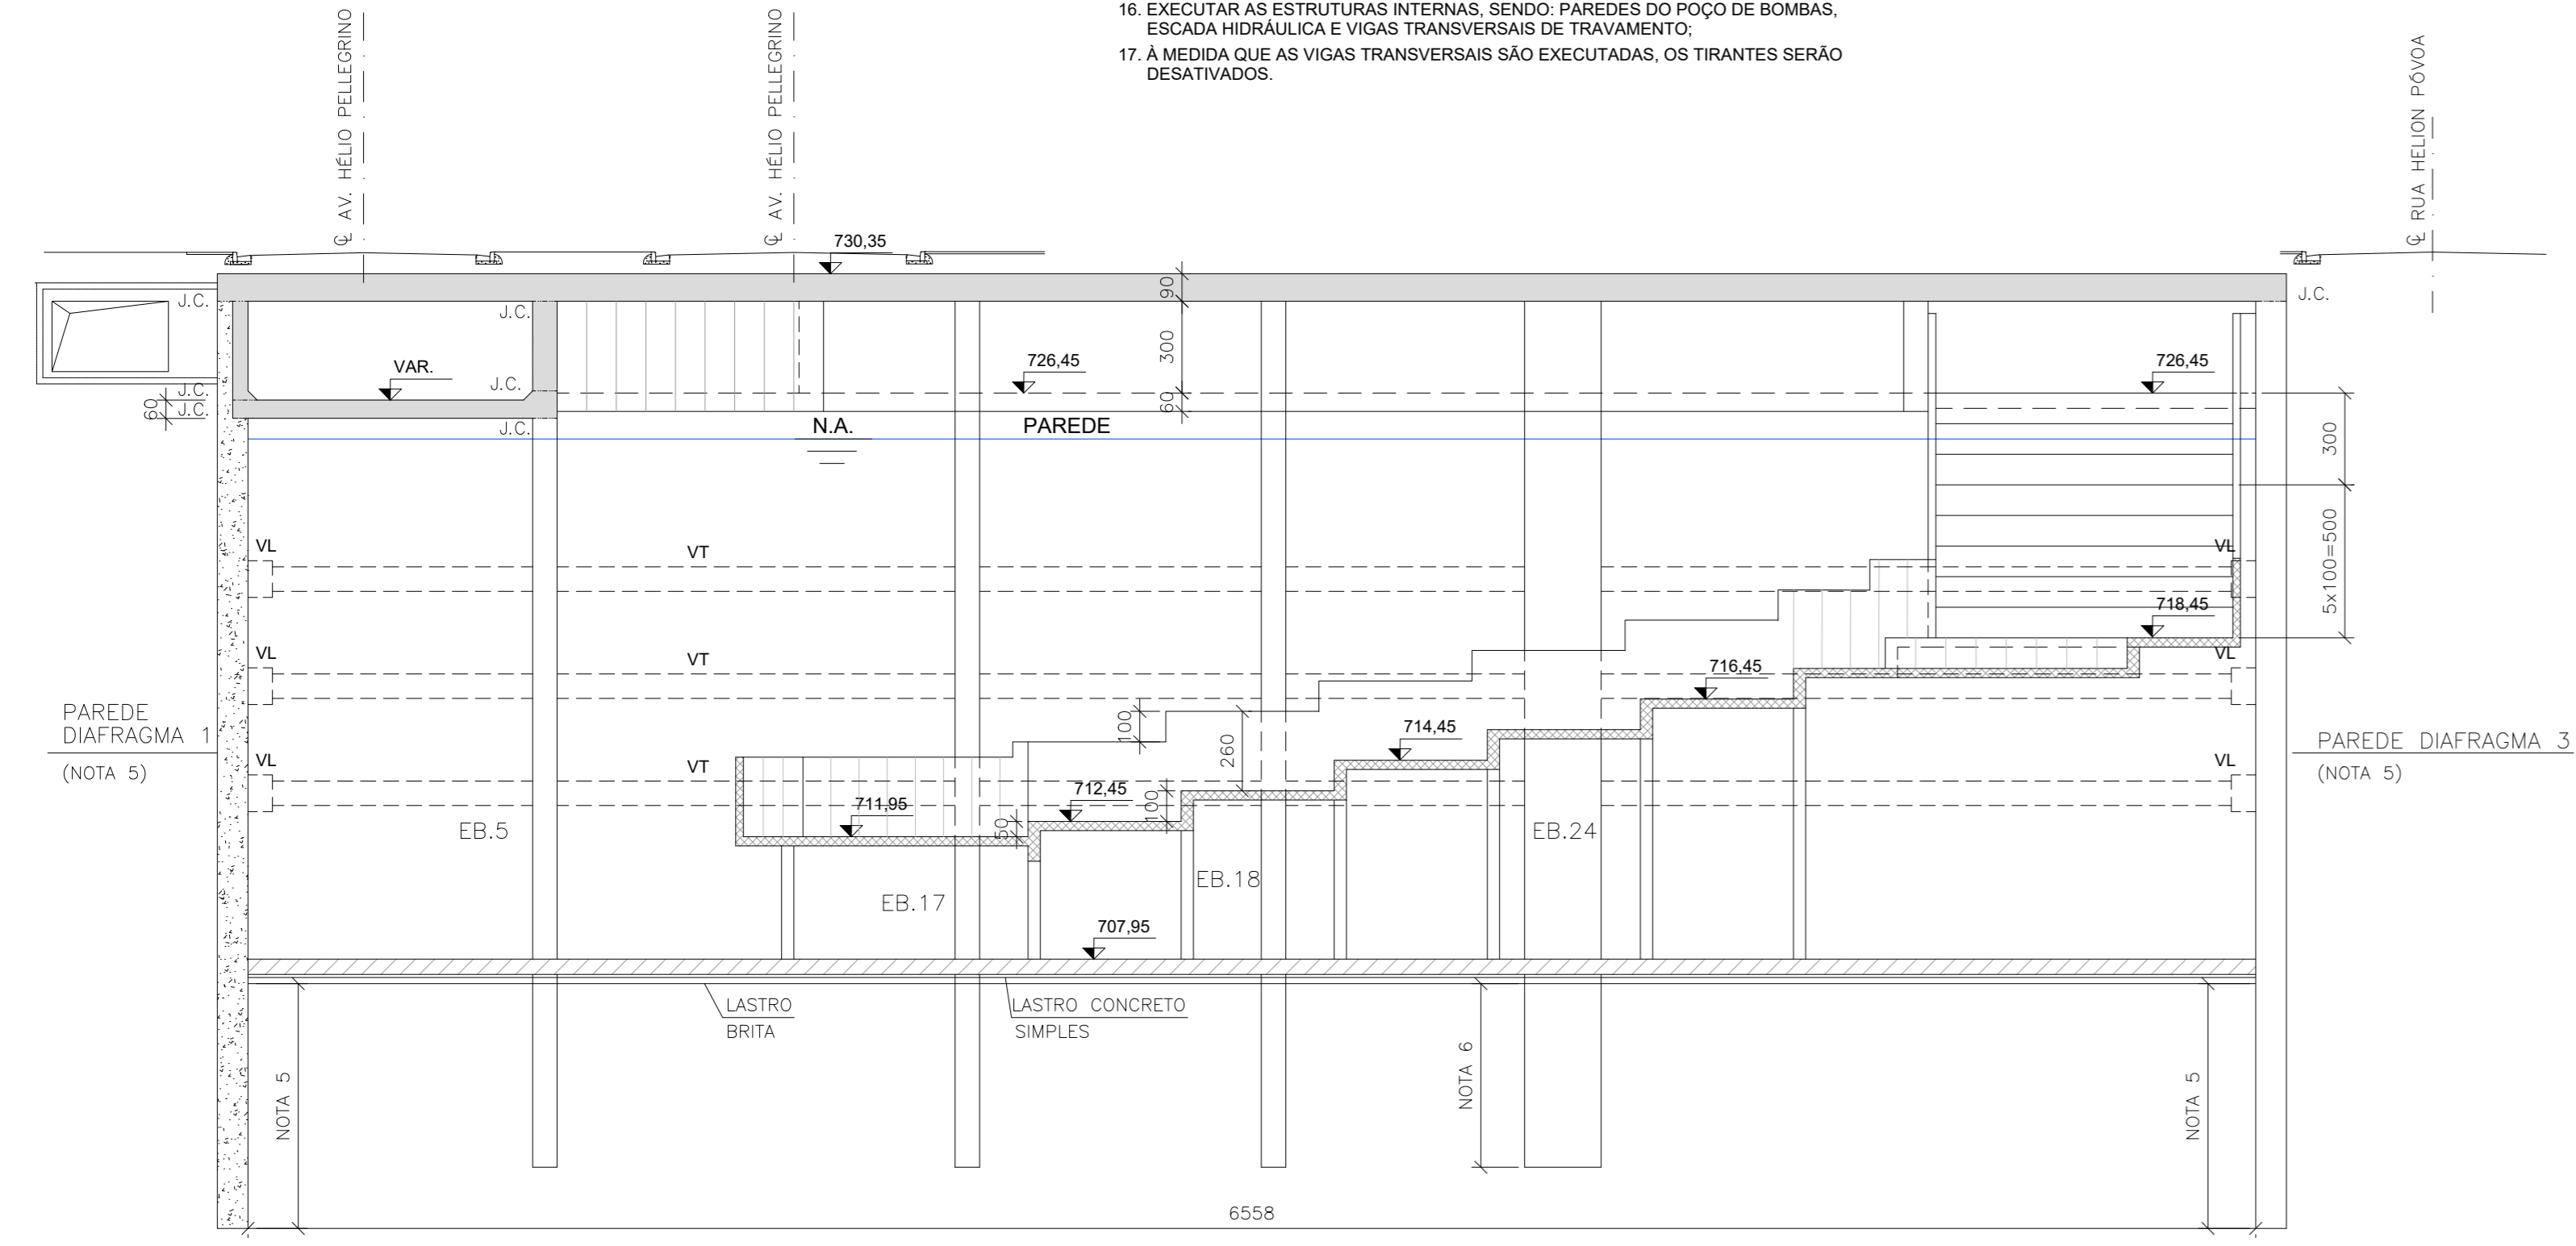 16. EXECUTAR AS ESTRUTURAS INTERNAS, SENDO: PAREDES DO POÇO DE BOMBAS,
ESCADA HIDRÁULICA E VIGAS TRANSVERSAIS DE TRAVAMENTO;
17. À MEDIDA QUE AS VIGAS TRANSVERSAIS SÃO EXECUTADAS, OS TIRANTES SERÃO
DESATIVADOS.
℄ AV. HÉLIO PELLEGRINO
℄ AV. HÉLIO PELLEGRINO
℄ RUA HELION PÓVOA
730,35
J.C.
J.C.
90
J.C.
300
VAR.
726,45
726,45
J.C.
J.C.
J.C.
60
60
J.C.
N.A.
PAREDE
300
VL
VT
VL
5x100=500
718,45
VL
VT
VL
716,45
PAREDE
DIAFRAGMA 1
(NOTA 5)
100
260
714,45
PAREDE DIAFRAGMA 3
(NOTA 5)
VL
VT
VL
711,95
712,45
100
50
EB.5
EB.24
EB.18
EB.17
707,95
LASTRO
BRITA
LASTRO CONCRETO
SIMPLES
NOTA 5
NOTA 6
NOTA 5
6558